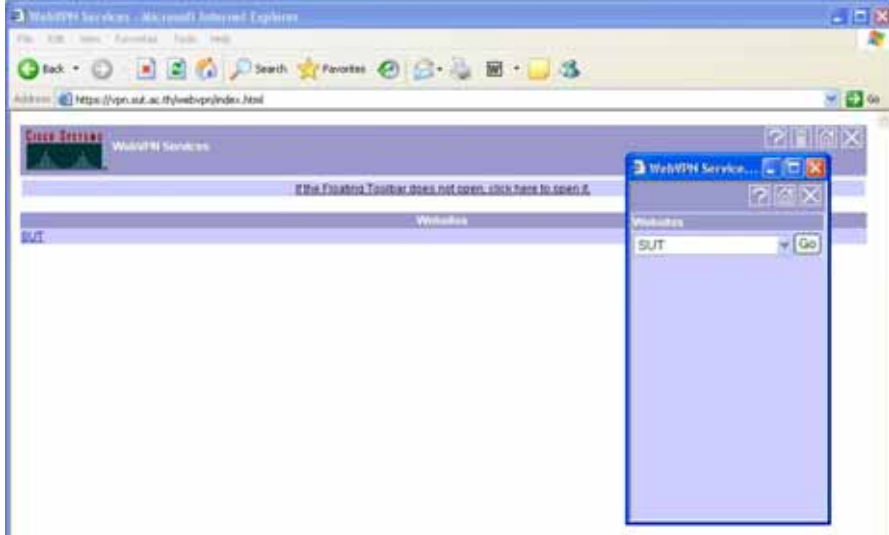 WebVPN Services - Microsoft Internet Explorer
File Edit View Favorites Tools Help
Back Search Favorites
Address https://vpn.sut.ac.th/webvpn/index.html Go
CISCO SYSTEMS
WebVPN Services
If the Floating Toolbar does not open, click here to open it.
Websites
SUT
WebVPN Service...
Websites
SUT Go